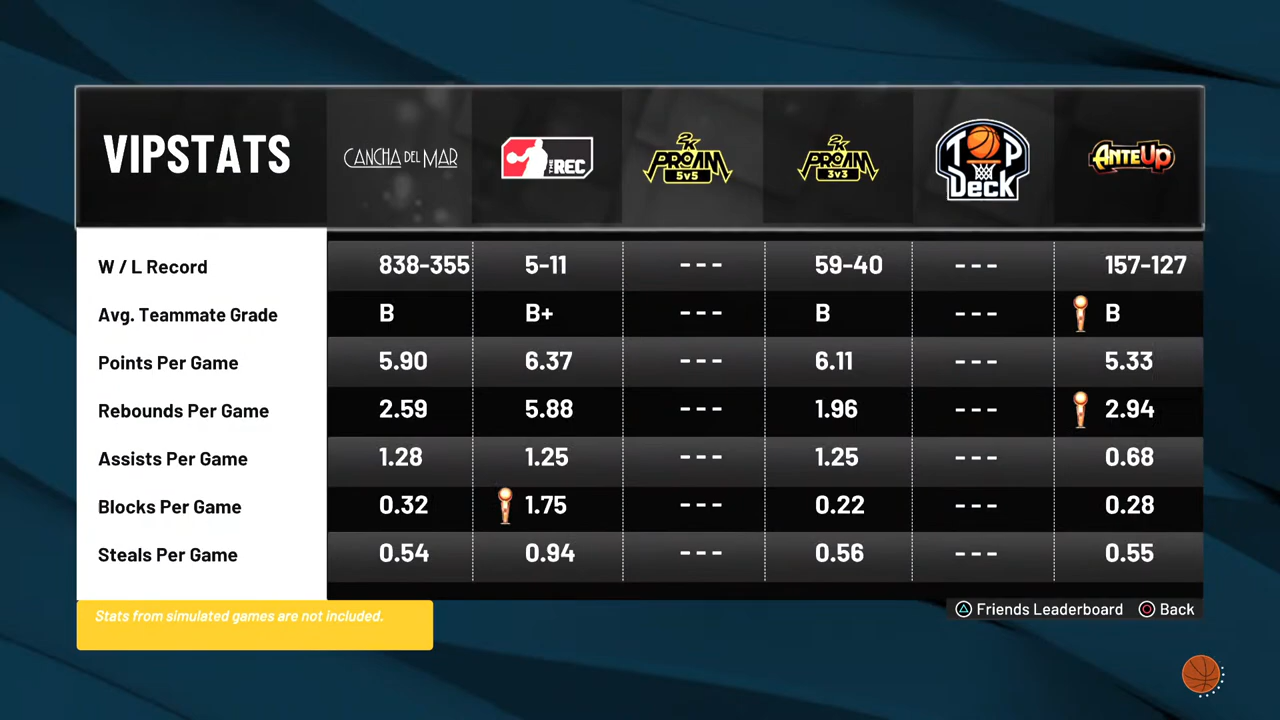 VIPSTATS CANCHA DEL MAR THE REC 2K PROAM 5v5 2K PROAM 3v3 TOP DECK ANTE UP
W / L Record 838-355 5-11 --- 59-40 --- 157-127
Avg. Teammate Grade B B+ --- B --- B
Points Per Game 5.90 6.37 --- 6.11 --- 5.33
Rebounds Per Game 2.59 5.88 --- 1.96 --- 2.94
Assists Per Game 1.28 1.25 --- 1.25 --- 0.68
Blocks Per Game 0.32 1.75 --- 0.22 --- 0.28
Steals Per Game 0.54 0.94 --- 0.56 --- 0.55
Stats from simulated games are not included.
Friends Leaderboard Back